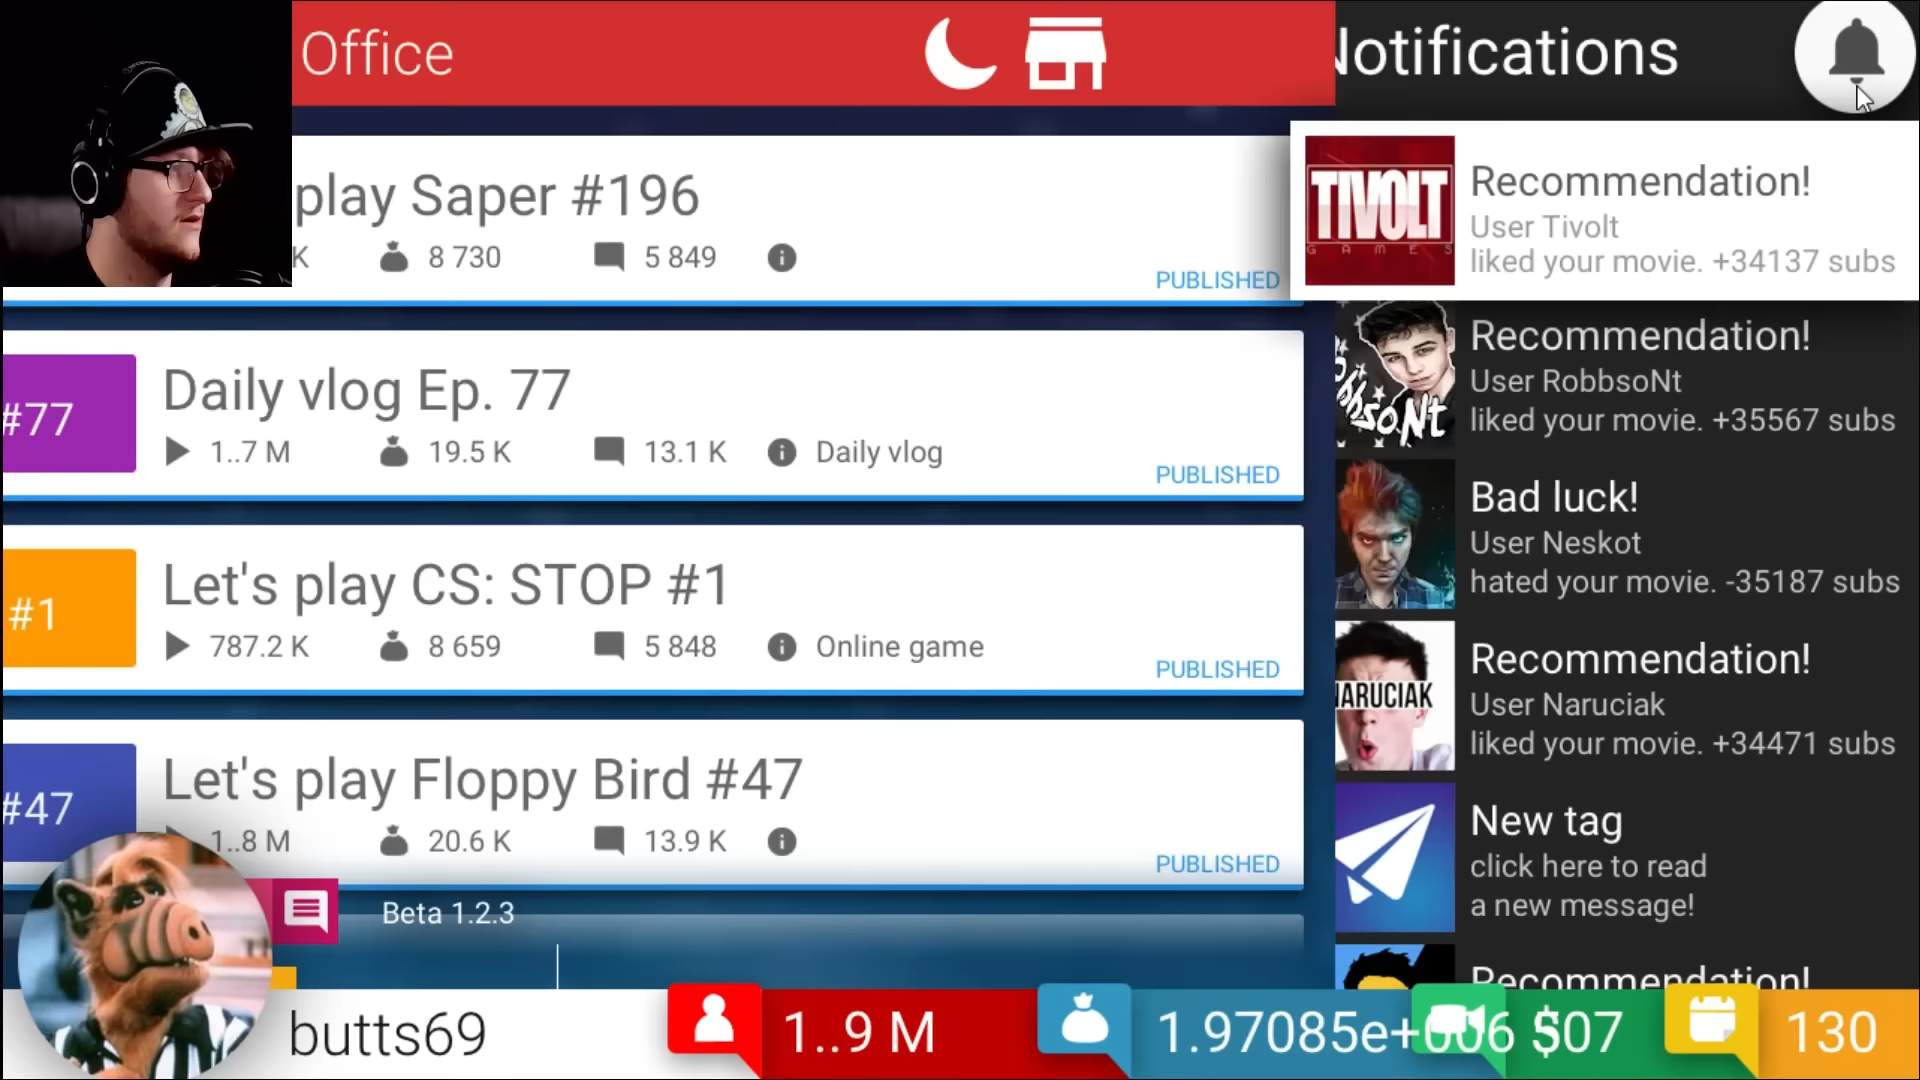 Office
Notifications
play Saper #196
K 8 730 5 849
PUBLISHED
TIVOLT
GAMES
Recommendation!
User Tivolt
liked your movie. +34137 subs
#77
Daily vlog Ep. 77
1..7 M 19.5 K 13.1 K Daily vlog
PUBLISHED
RobbsoNt
Recommendation!
User RobbsoNt
liked your movie. +35567 subs
Bad luck!
User Neskot
hated your movie. -35187 subs
#1
Let's play CS: STOP #1
787.2 K 8 659 5 848 Online game
PUBLISHED
NARUCIAK
Recommendation!
User Naruciak
liked your movie. +34471 subs
#47
Let's play Floppy Bird #47
1..8 M 20.6 K 13.9 K
PUBLISHED
New tag
click here to read
a new message!
Recommendation!
Beta 1.2.3
butts69
1..9 M
1.97085e+006 $
507
130